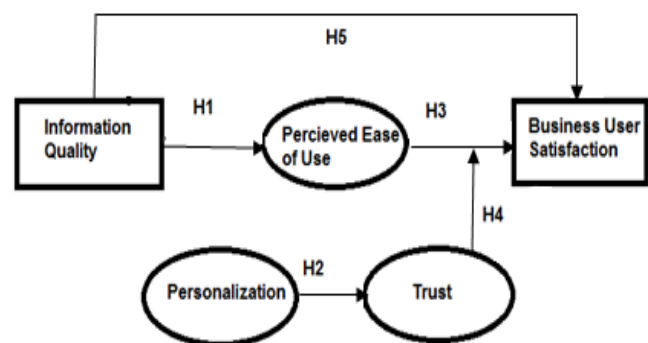 H5
H1
H3
Information
Quality
Percieved Ease
of Use
Business User
Satisfaction
H4
H2
Personalization
Trust